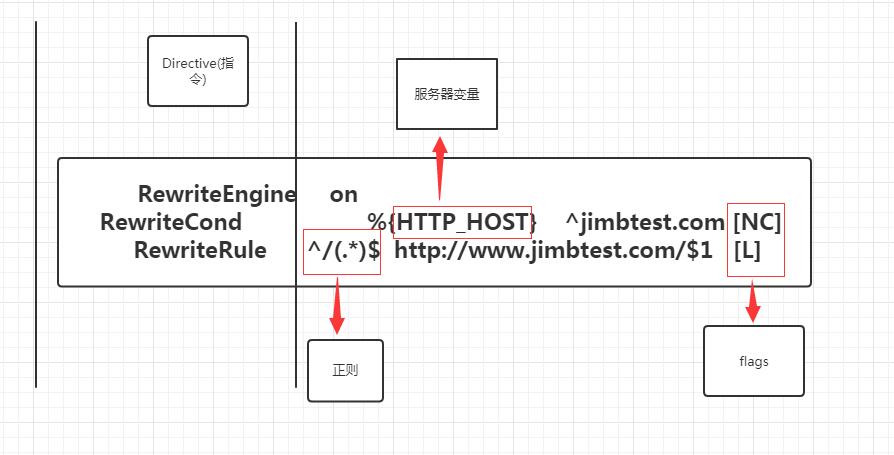 Directive(指
令)
服务器变量
RewriteEngine on
RewriteCond %{HTTP_HOST} ^jimbtest.com [NC]
RewriteRule ^/(.*)$ http://www.jimbtest.com/$1 [L]
正则
flags